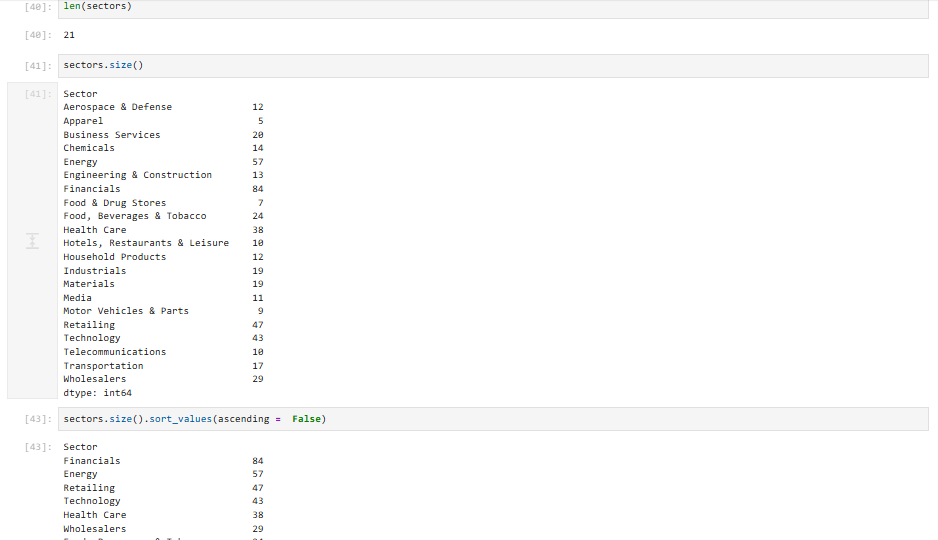 [40]: len(sectors)
[40]: 21
[41]: sectors.size()
[41]: Sector
Aerospace & Defense 12
Apparel 5
Business Services 20
Chemicals 14
Energy 57
Engineering & Construction 13
Financials 84
Food & Drug Stores 7
Food, Beverages & Tobacco 24
Health Care 38
Hotels, Restaurants & Leisure 10
Household Products 12
Industrials 19
Materials 19
Media 11
Motor Vehicles & Parts 9
Retailing 47
Technology 43
Telecommunications 10
Transportation 17
Wholesalers 29
dtype: int64
[43]: sectors.size().sort_values(ascending =  False)
[43]: Sector
Financials 84
Energy 57
Retailing 47
Technology 43
Health Care 38
Wholesalers 29